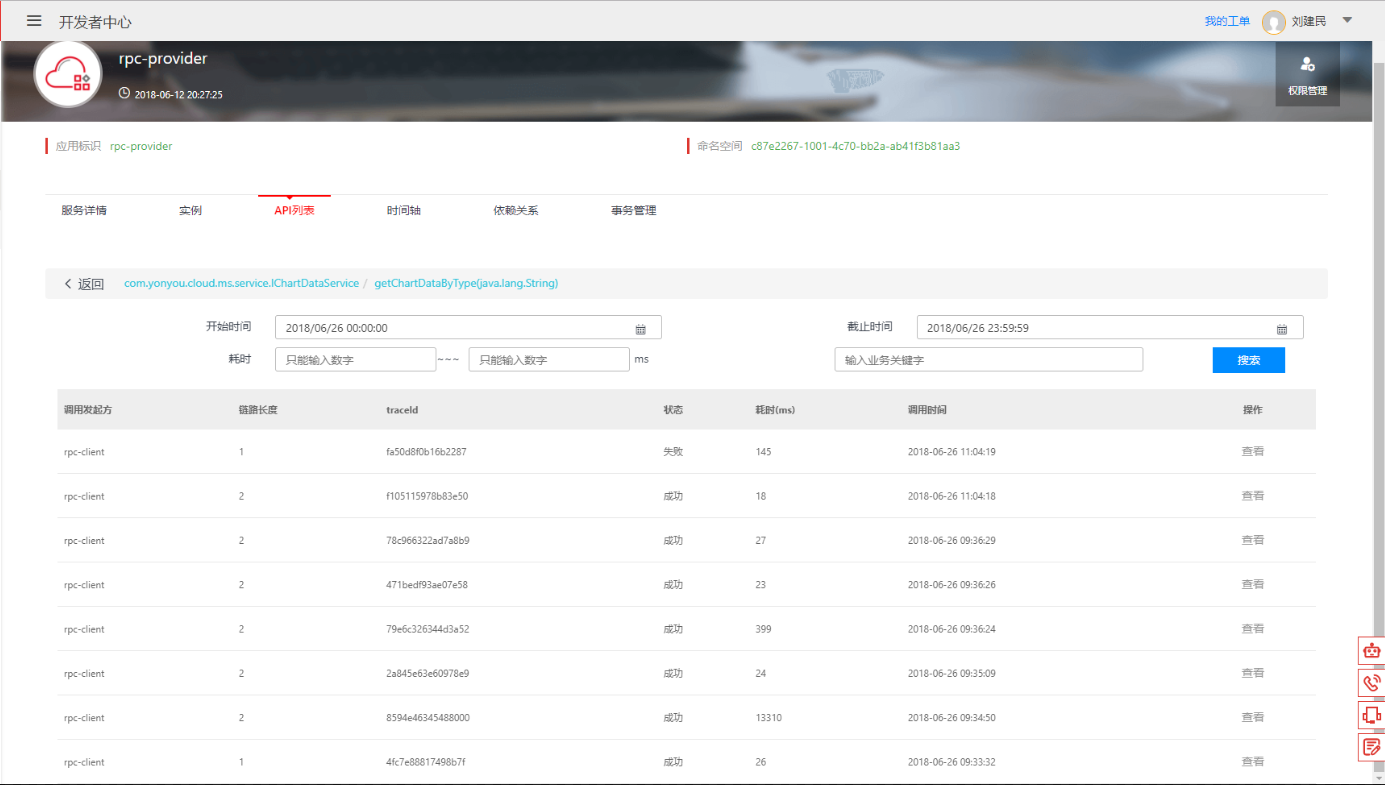 开发者中心 我的工单 刘建民
rpc-provider
2018-06-12 20:27:25 权限管理
应用标识 rpc-provider 命名空间 c87e2267-1001-4c70-bb2a-ab41f3b81aa3
服务详情 实例 API列表 时间轴 依赖关系 事务管理
返回 com.yonyou.cloud.ms.service.IChartDataService / getChartDataByType(java.lang.String)
开始时间 2018/06/26 00:00:00 截止时间 2018/06/26 23:59:59
耗时 只能输入数字 ~~~ 只能输入数字 ms 输入业务关键字 搜索
调用发起方 链路长度 traceId 状态 耗时(ms) 调用时间 操作
rpc-client 1 fa50d8f0b16b2287 失败 145 2018-06-26 11:04:19 查看
rpc-client 2 f105115978b83e50 成功 18 2018-06-26 11:04:18 查看
rpc-client 2 78c966322ad7a8b9 成功 27 2018-06-26 09:36:29 查看
rpc-client 2 471bedf93ae07e58 成功 23 2018-06-26 09:36:26 查看
rpc-client 2 79e6c326344d3a52 成功 399 2018-06-26 09:36:24 查看
rpc-client 2 2a845e63e60978e9 成功 24 2018-06-26 09:35:09 查看
rpc-client 2 8594e46345488000 成功 13310 2018-06-26 09:34:50 查看
rpc-client 1 4fc7e88817498b7f 成功 26 2018-06-26 09:33:32 查看